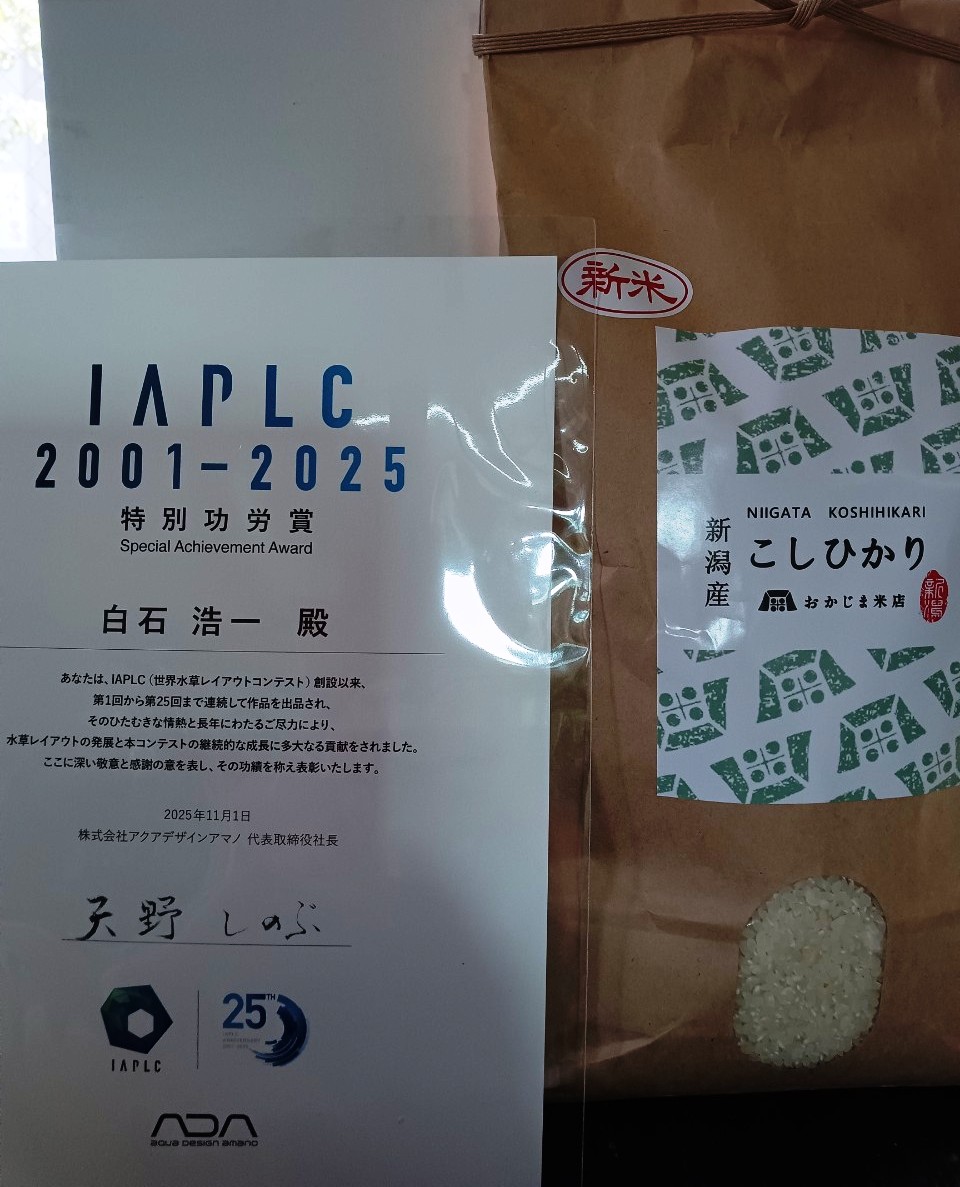 IAPLC
2001-2025
特別功労賞
Special Achievement Award
白石 浩一 殿
あなたは、IAPLC（世界水草レイアウトコンテスト）創設以来、
第1回から第25回まで連続して作品を出品され、
そのひたむきな情熱と長年にわたるご尽力により、
水草レイアウトの発展と本コンテストの継続的な成長に多大なる貢献をされました。
ここに深い敬意と感謝の意を表し、その功績を称え表彰いたします。
2025年11月1日
株式会社アクアデザインアマノ 代表取締役社長
天野 しのぶ
IAPLC
25TH
ADA
AQUA DESIGN AMANO
新米
NIIGATA KOSHIHIKARI
新潟産
こしひかり
おかじま米店
新潟